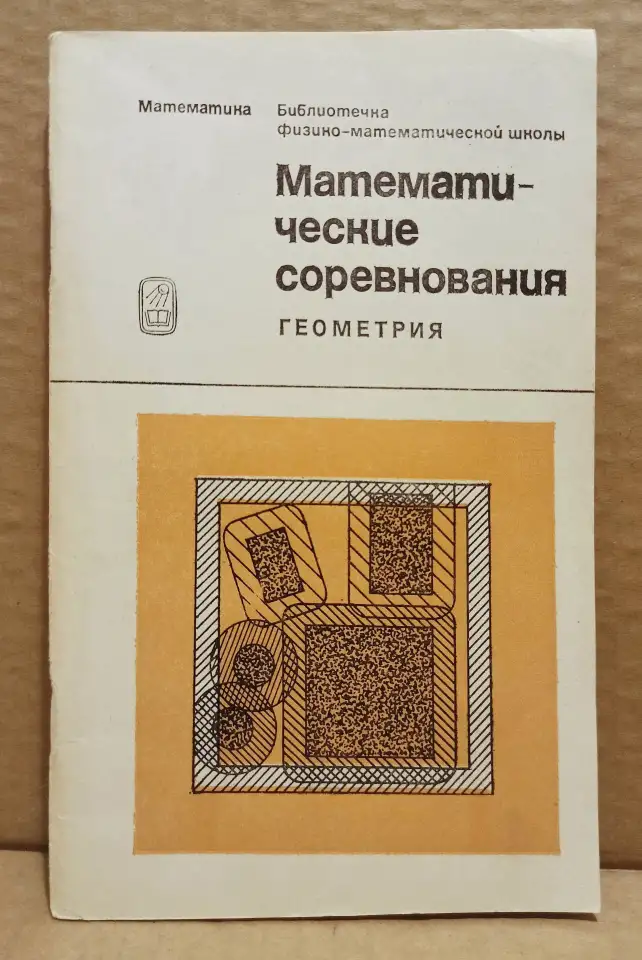 Математика
Библиотечка
физико-математической школы
Математи-
ческие
соревнования
ГЕОМЕТРИЯ